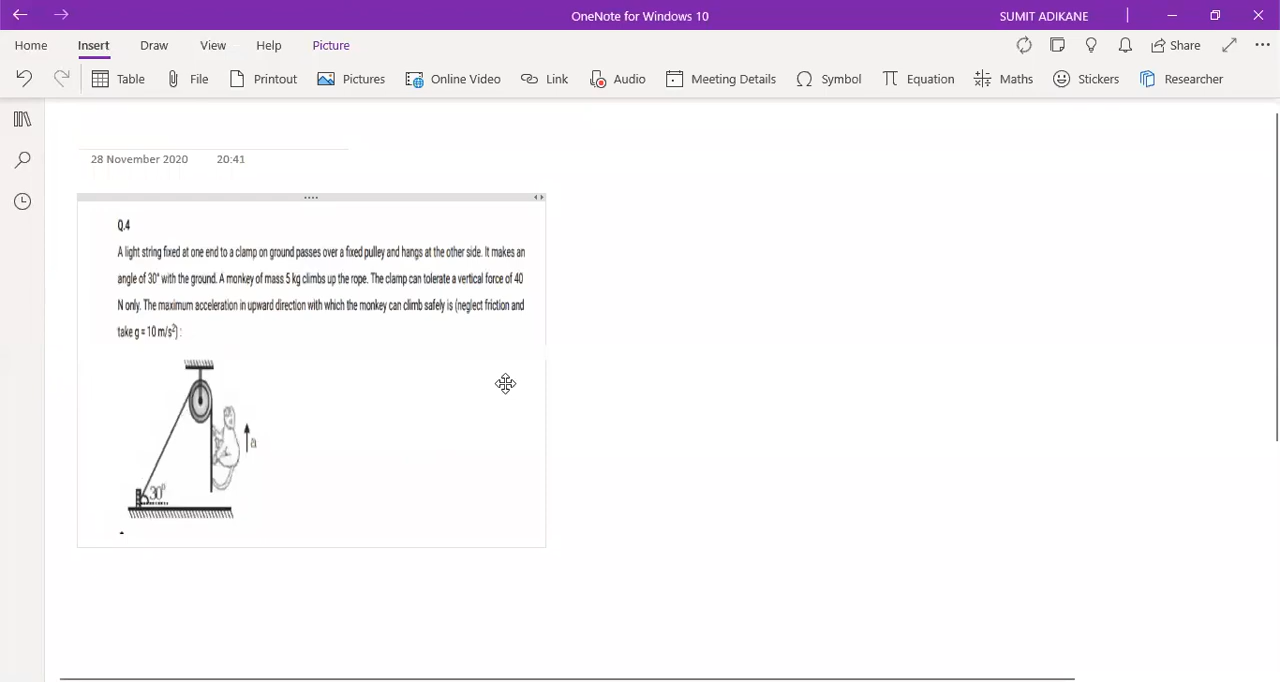 OneNote for Windows 10
SUMIT ADIKANE
Home Insert Draw View Help Picture
Share
Table File Printout Pictures Online Video Link Audio Meeting Details Symbol Equation Maths Stickers Researcher
28 November 2020 20:41
Q.4
A light string fixed at one end to a clamp on ground passes over a fixed pulley and hangs at the other side. It makes an
angle of 30° with the ground. A monkey of mass 5 kg climbs up the rope. The clamp can tolerate a vertical force of 40
N only. The maximum acceleration in upward direction with which the monkey can climb safely is (neglect friction and
take g = 10 m/s²) :
a
30°